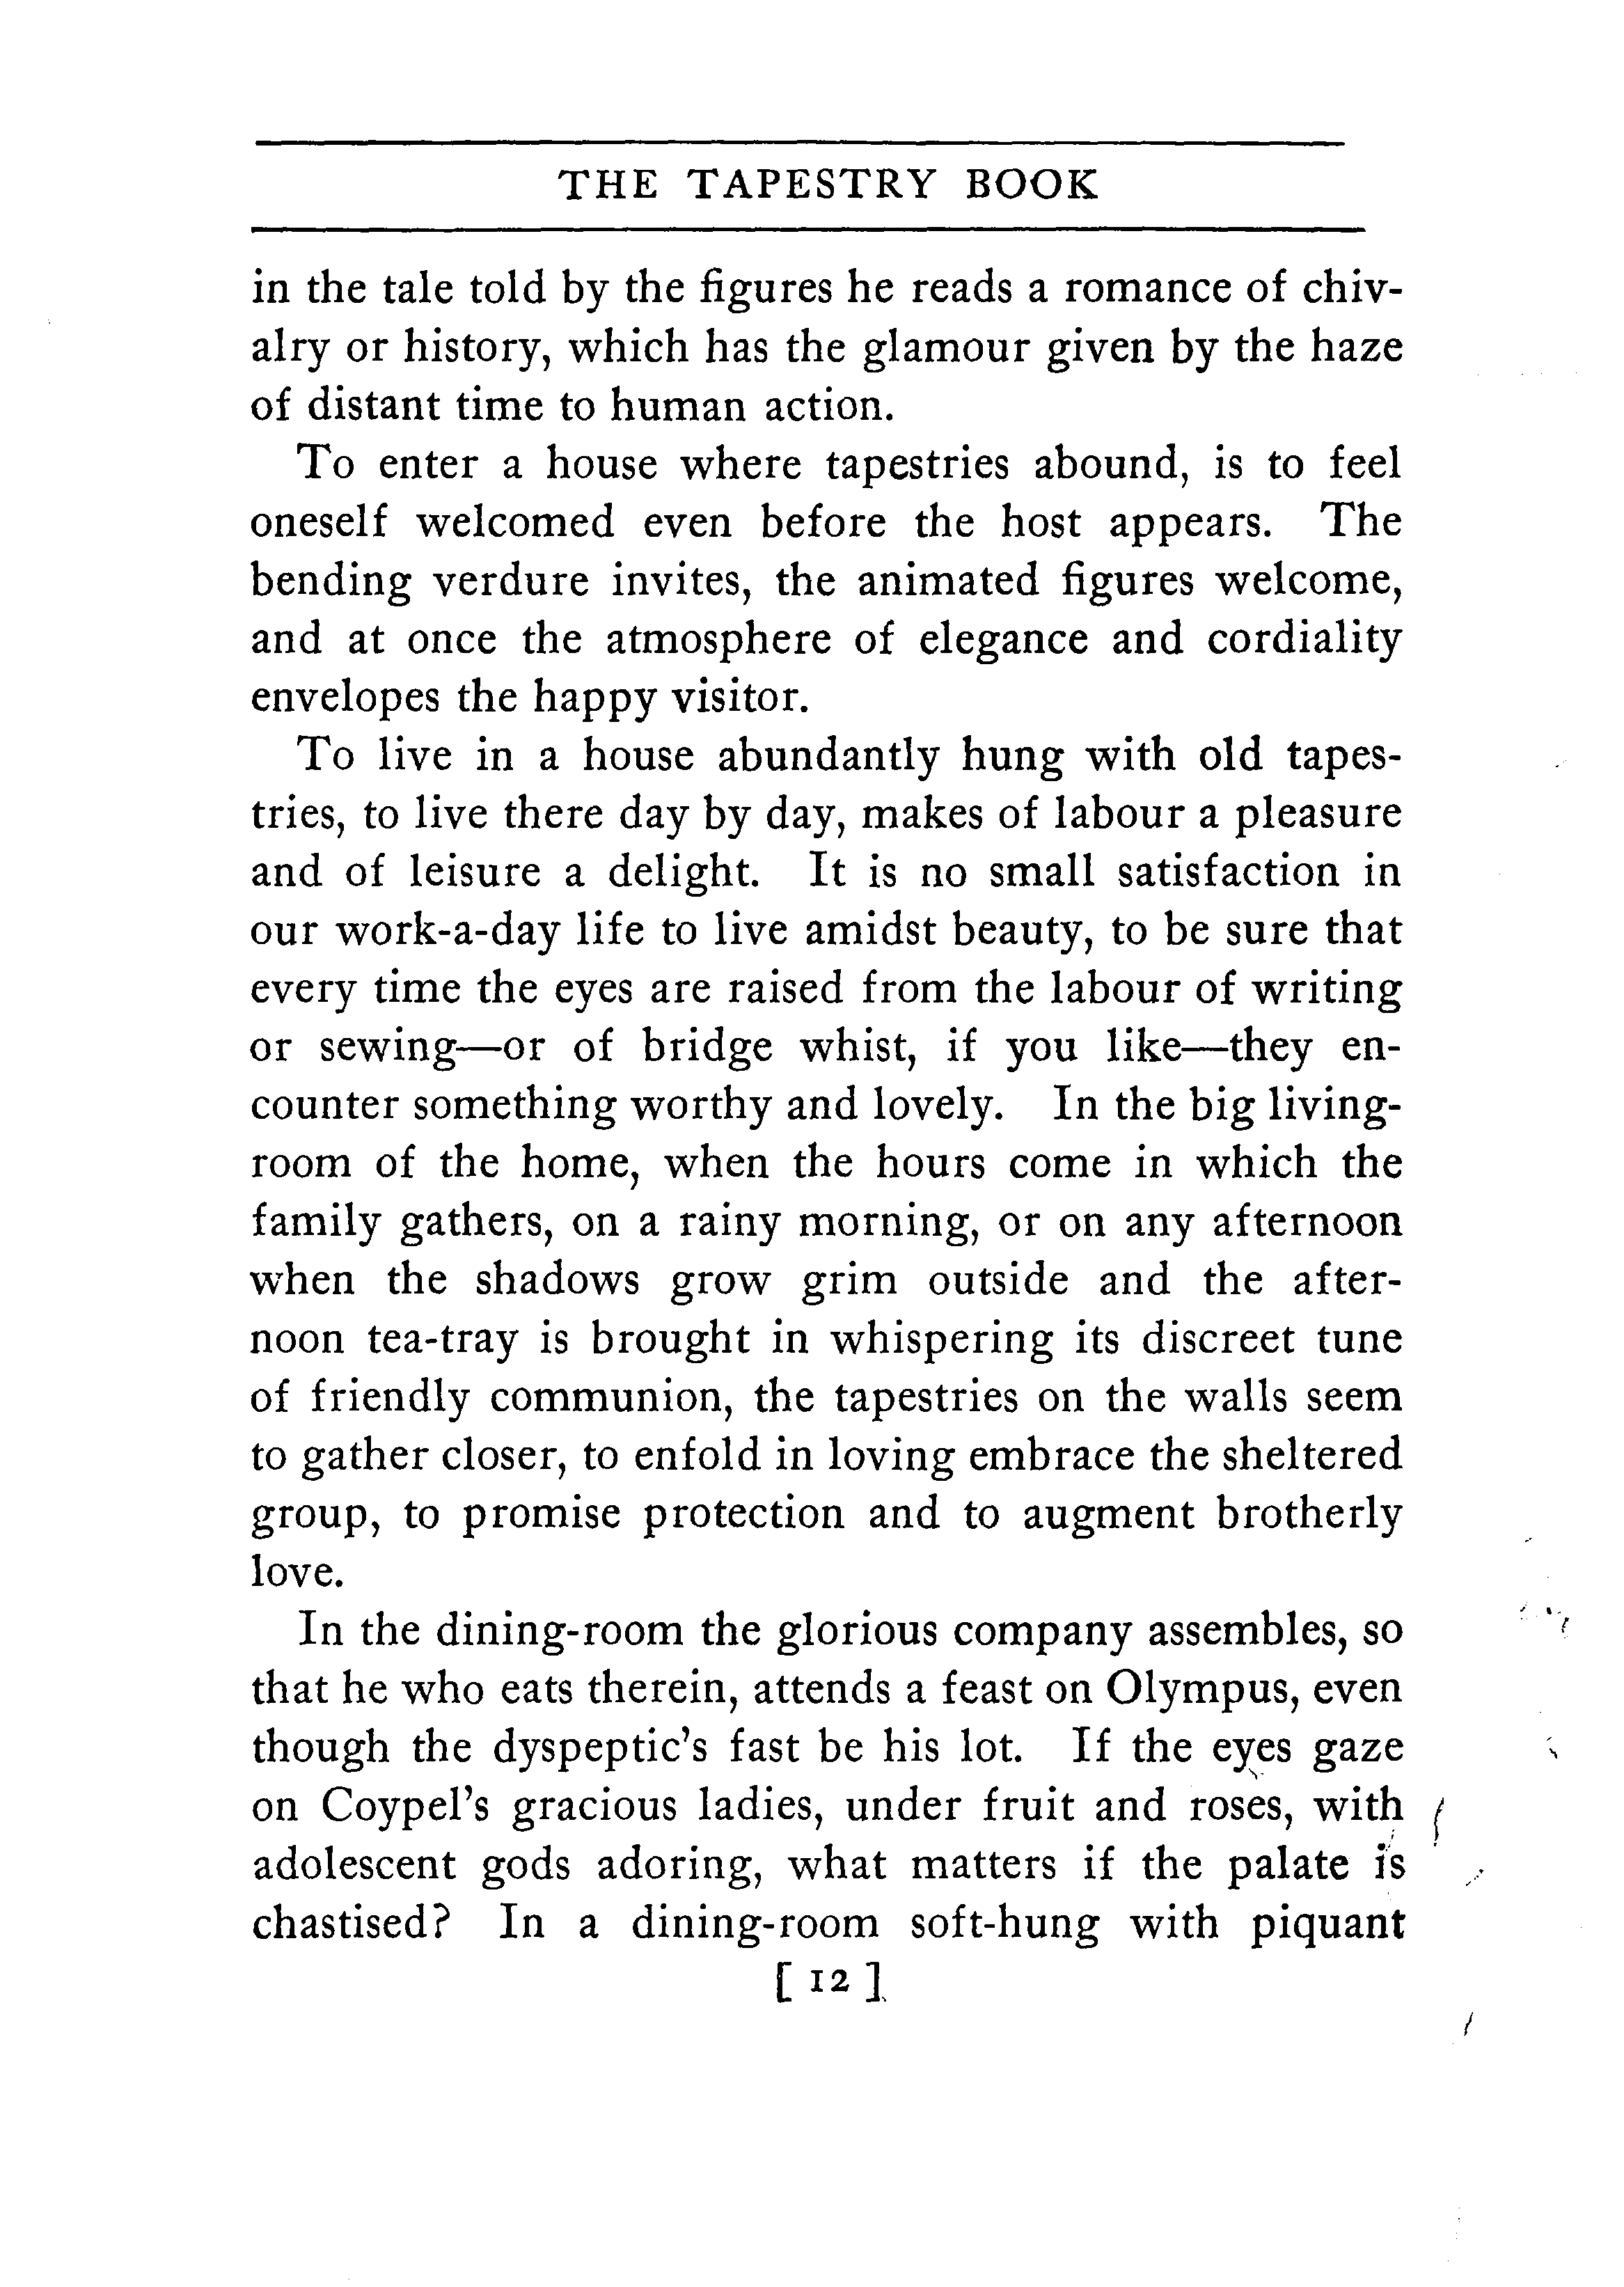 THE TAPESTRY BOOK
in the tale told by the figures he reads a romance of chiv-
alry or history, which has the glamour given by the haze
of distant time to human action.
To enter a house where tapestries abound, is to feel
oneself welcomed even before the host appears. The
bending verdure invites, the animated figures welcome,
and at once the atmosphere of elegance and cordiality
envelopes the happy visitor.
To live in a house abundantly hung with old tapes-
tries, to live there day by day, makes of labour a pleasure
and of leisure a delight. It is no small satisfaction in
our work-a-day life to live amidst beauty, to be sure that
every time the eyes are raised from the labour of writing
or sewing—or of bridge whist, if you like—they en-
counter something worthy and lovely. In the big living-
room of the home, when the hours come in which the
family gathers, on a rainy morning, or on any afternoon
when the shadows grow grim outside and the after-
noon tea-tray is brought in whispering its discreet tune
of friendly communion, the tapestries on the walls seem
to gather closer, to enfold in loving embrace the sheltered
group, to promise protection and to augment brotherly
love.
In the dining-room the glorious company assembles, so
that he who eats therein, attends a feast on Olympus, even
though the dyspeptic's fast be his lot. If the eyes gaze
on Coypel's gracious ladies, under fruit and roses, with
adolescent gods adoring, what matters if the palate is
chastised? In a dining-room soft-hung with piquant
[ 12 ]